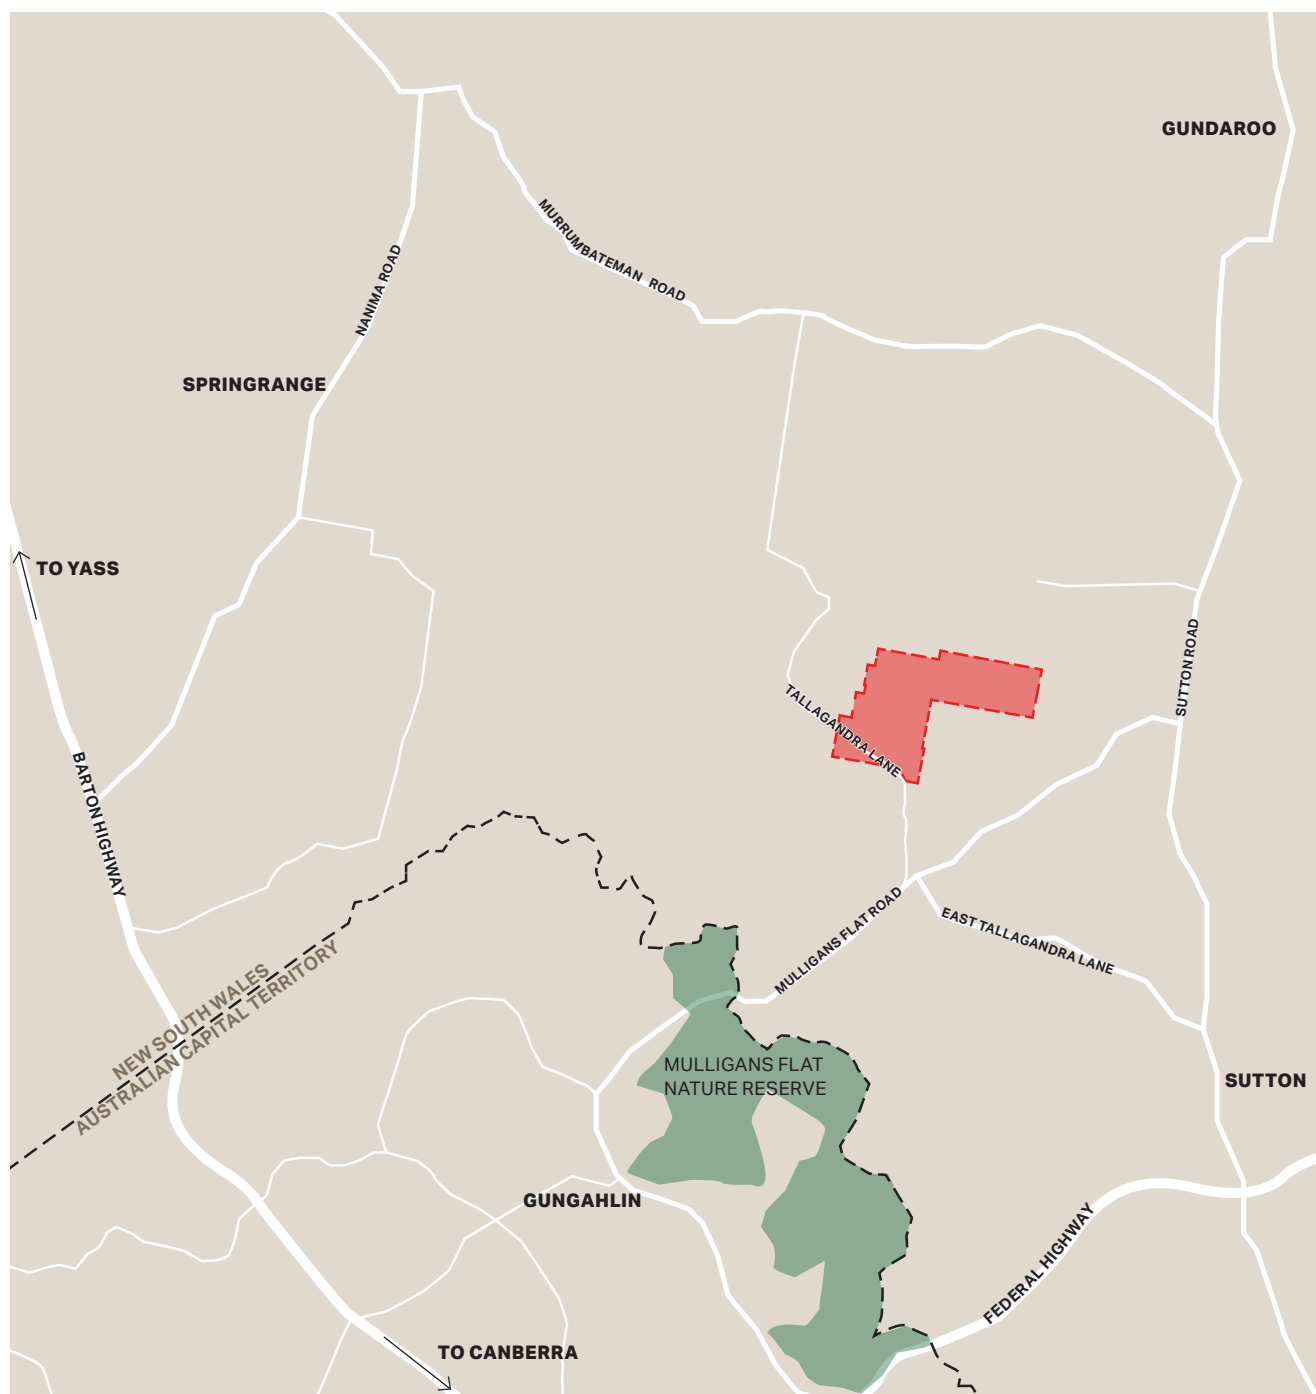 GUNDAROO
MURRUMBATEMAN ROAD
NANIMA ROAD
SPRINGRANGE
TO YASS
SUTTON ROAD
TALLAGANDRA LANE
BARTON HIGHWAY
MULLIGANS FLAT ROAD
EAST TALLAGANDRA LANE
NEW SOUTH WALES
AUSTRALIAN CAPITAL TERRITORY
MULLIGANS FLAT
NATURE RESERVE
SUTTON
GUNGAHLIN
FEDERAL HIGHWAY
TO CANBERRA